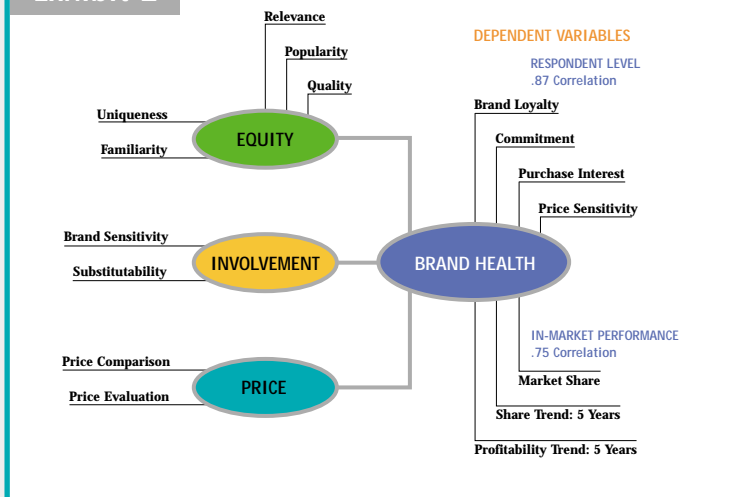 Relevance
Popularity
Quality
Uniqueness
Familiarity
EQUITY
Brand Sensitivity
Substitutability
INVOLVEMENT
Price Comparison
Price Evaluation
PRICE
DEPENDENT VARIABLES
RESPONDENT LEVEL
.87 Correlation
Brand Loyalty
Commitment
Purchase Interest
Price Sensitivity
BRAND HEALTH
IN-MARKET PERFORMANCE
.75 Correlation
Market Share
Share Trend: 5 Years
Profitability Trend: 5 Years